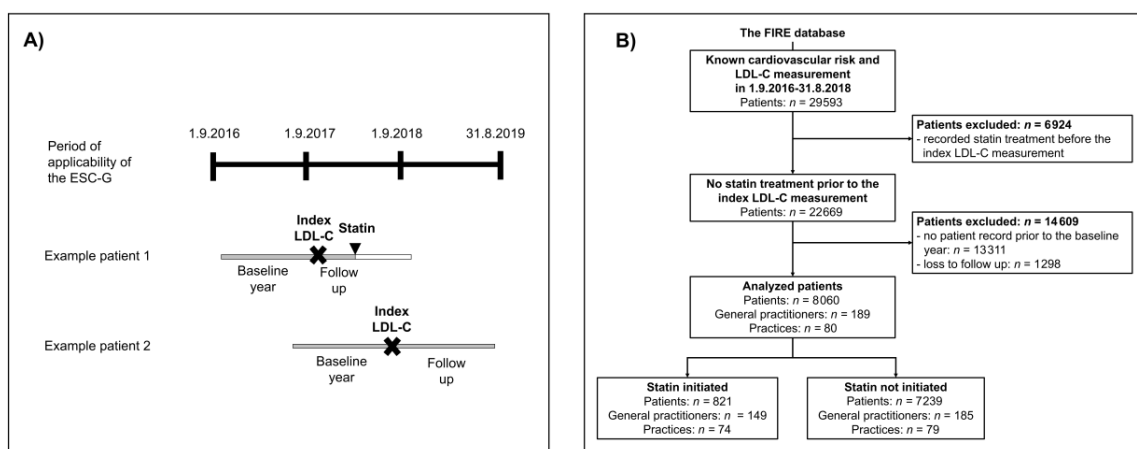 A)
1.9.2016 1.9.2017 1.9.2018 31.8.2019
Period of
applicability of
the ESC-G
Index
LDL-C Statin
Example patient 1
Baseline
year
Follow
up
Index
LDL-C
Example patient 2
Baseline
year
Follow
up
B)
The FIRE database
Known cardiovascular risk and
LDL-C measurement
in 1.9.2016-31.8.2018
Patients: n = 29593
Patients excluded: n = 6924
- recorded statin treatment before the
index LDL-C measurement
No statin treatment prior to the
index LDL-C measurement
Patients: n = 22669
Patients excluded: n = 14609
- no patient record prior to the baseline
year: n = 13311
- loss to follow up: n = 1298
Analyzed patients
Patients: n = 8060
General practitioners: n = 189
Practices: n = 80
Statin initiated
Patients: n = 821
General practitioners: n = 149
Practices: n = 74
Statin not initiated
Patients: n = 7239
General practitioners: n = 185
Practices: n = 79